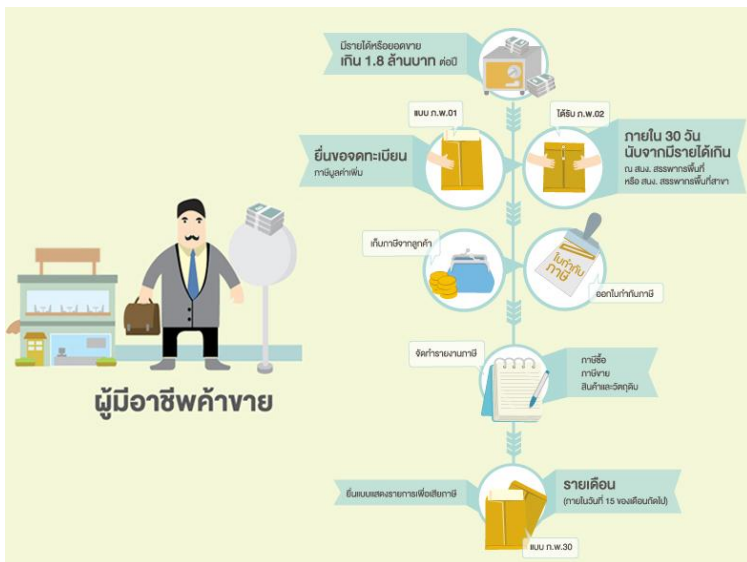 มีรายได้หรือยอดขาย
เกิน 1.8 ล้านบาท ต่อปี
แบบ ภ.พ.01
ได้รับ ภ.พ.02
ยื่นขอจดทะเบียน
ภาษีมูลค่าเพิ่ม
ภายใน 30 วัน
นับจากมีรายได้เกิน
ณ สนง. สรรพากรพื้นที่
หรือ สนง. สรรพากรพื้นที่สาขา
เก็บภาษีจากลูกค้า
ใบกำกับ
ภาษี
ออกใบกำกับภาษี
จัดทำรายงานภาษี
ภาษีซื้อ
ภาษีขาย
สินค้าและวัตถุดิบ
ผู้มีอาชีพค้าขาย
ยื่นแบบแสดงรายการเพื่อเสียภาษี
รายเดือน
(ภายในวันที่ 15 ของเดือนถัดไป)
แบบ ภ.พ.30